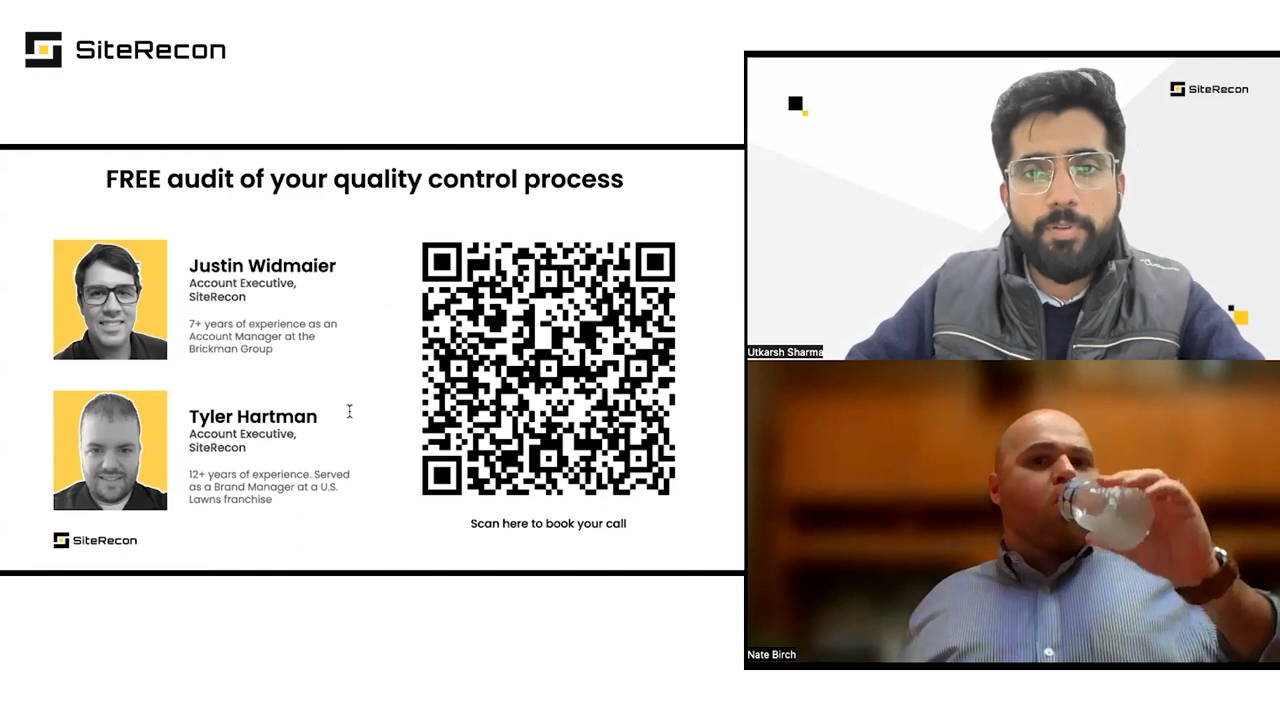 SiteRecon
FREE audit of your quality control process
Justin Widmaier
Account Executive,
SiteRecon
7+ years of experience as an
Account Manager at the
Brickman Group
Tyler Hartman
Account Executive,
SiteRecon
12+ years of experience. Served
as a Brand Manager at a U.S.
Lawns franchise
SiteRecon
Scan here to book your call
SiteRecon
Utkarsh Sharma
Nate Birch